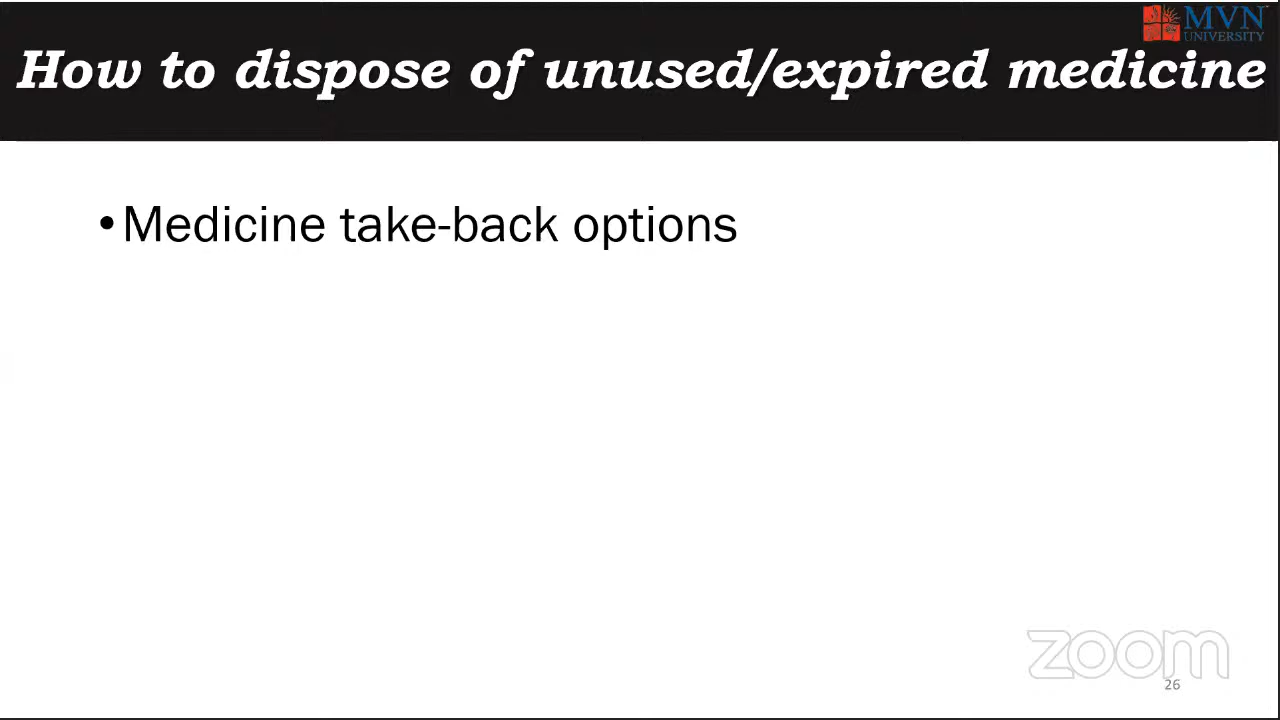 MVN
UNIVERSITY
How to dispose of unused/expired medicine
•Medicine take-back options
zoom
26